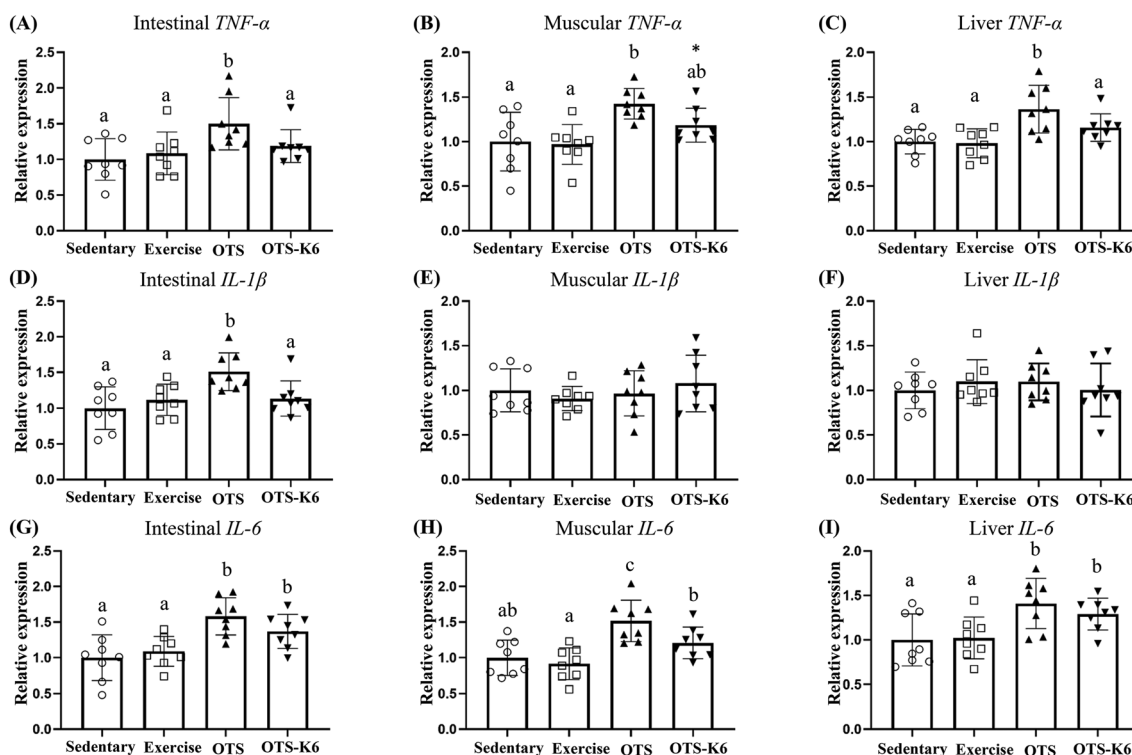 (A) Intestinal TNF-α
Relative expression
2.5
2.0
1.5
1.0
0.5
0.0
a
a
b
a
Sedentary Exercise OTS OTS-K6
(B) Muscular TNF-α
Relative expression
2.0
1.5
1.0
0.5
0.0
a
a
b
*
ab
Sedentary Exercise OTS OTS-K6
(C) Liver TNF-α
Relative expression
2.0
1.5
1.0
0.5
0.0
a
a
b
a
Sedentary Exercise OTS OTS-K6
(D) Intestinal IL-1β
Relative expression
2.5
2.0
1.5
1.0
0.5
0.0
a
a
b
a
Sedentary Exercise OTS OTS-K6
(E) Muscular IL-1β
Relative expression
2.0
1.5
1.0
0.5
0.0
Sedentary Exercise OTS OTS-K6
(F) Liver IL-1β
Relative expression
2.0
1.5
1.0
0.5
0.0
Sedentary Exercise OTS OTS-K6
(G) Intestinal IL-6
Relative expression
2.5
2.0
1.5
1.0
0.5
0.0
a
a
b
b
Sedentary Exercise OTS OTS-K6
(H) Muscular IL-6
Relative expression
2.5
2.0
1.5
1.0
0.5
0.0
ab
a
c
b
Sedentary Exercise OTS OTS-K6
(I) Liver IL-6
Relative expression
2.0
1.5
1.0
0.5
0.0
a
a
b
b
Sedentary Exercise OTS OTS-K6